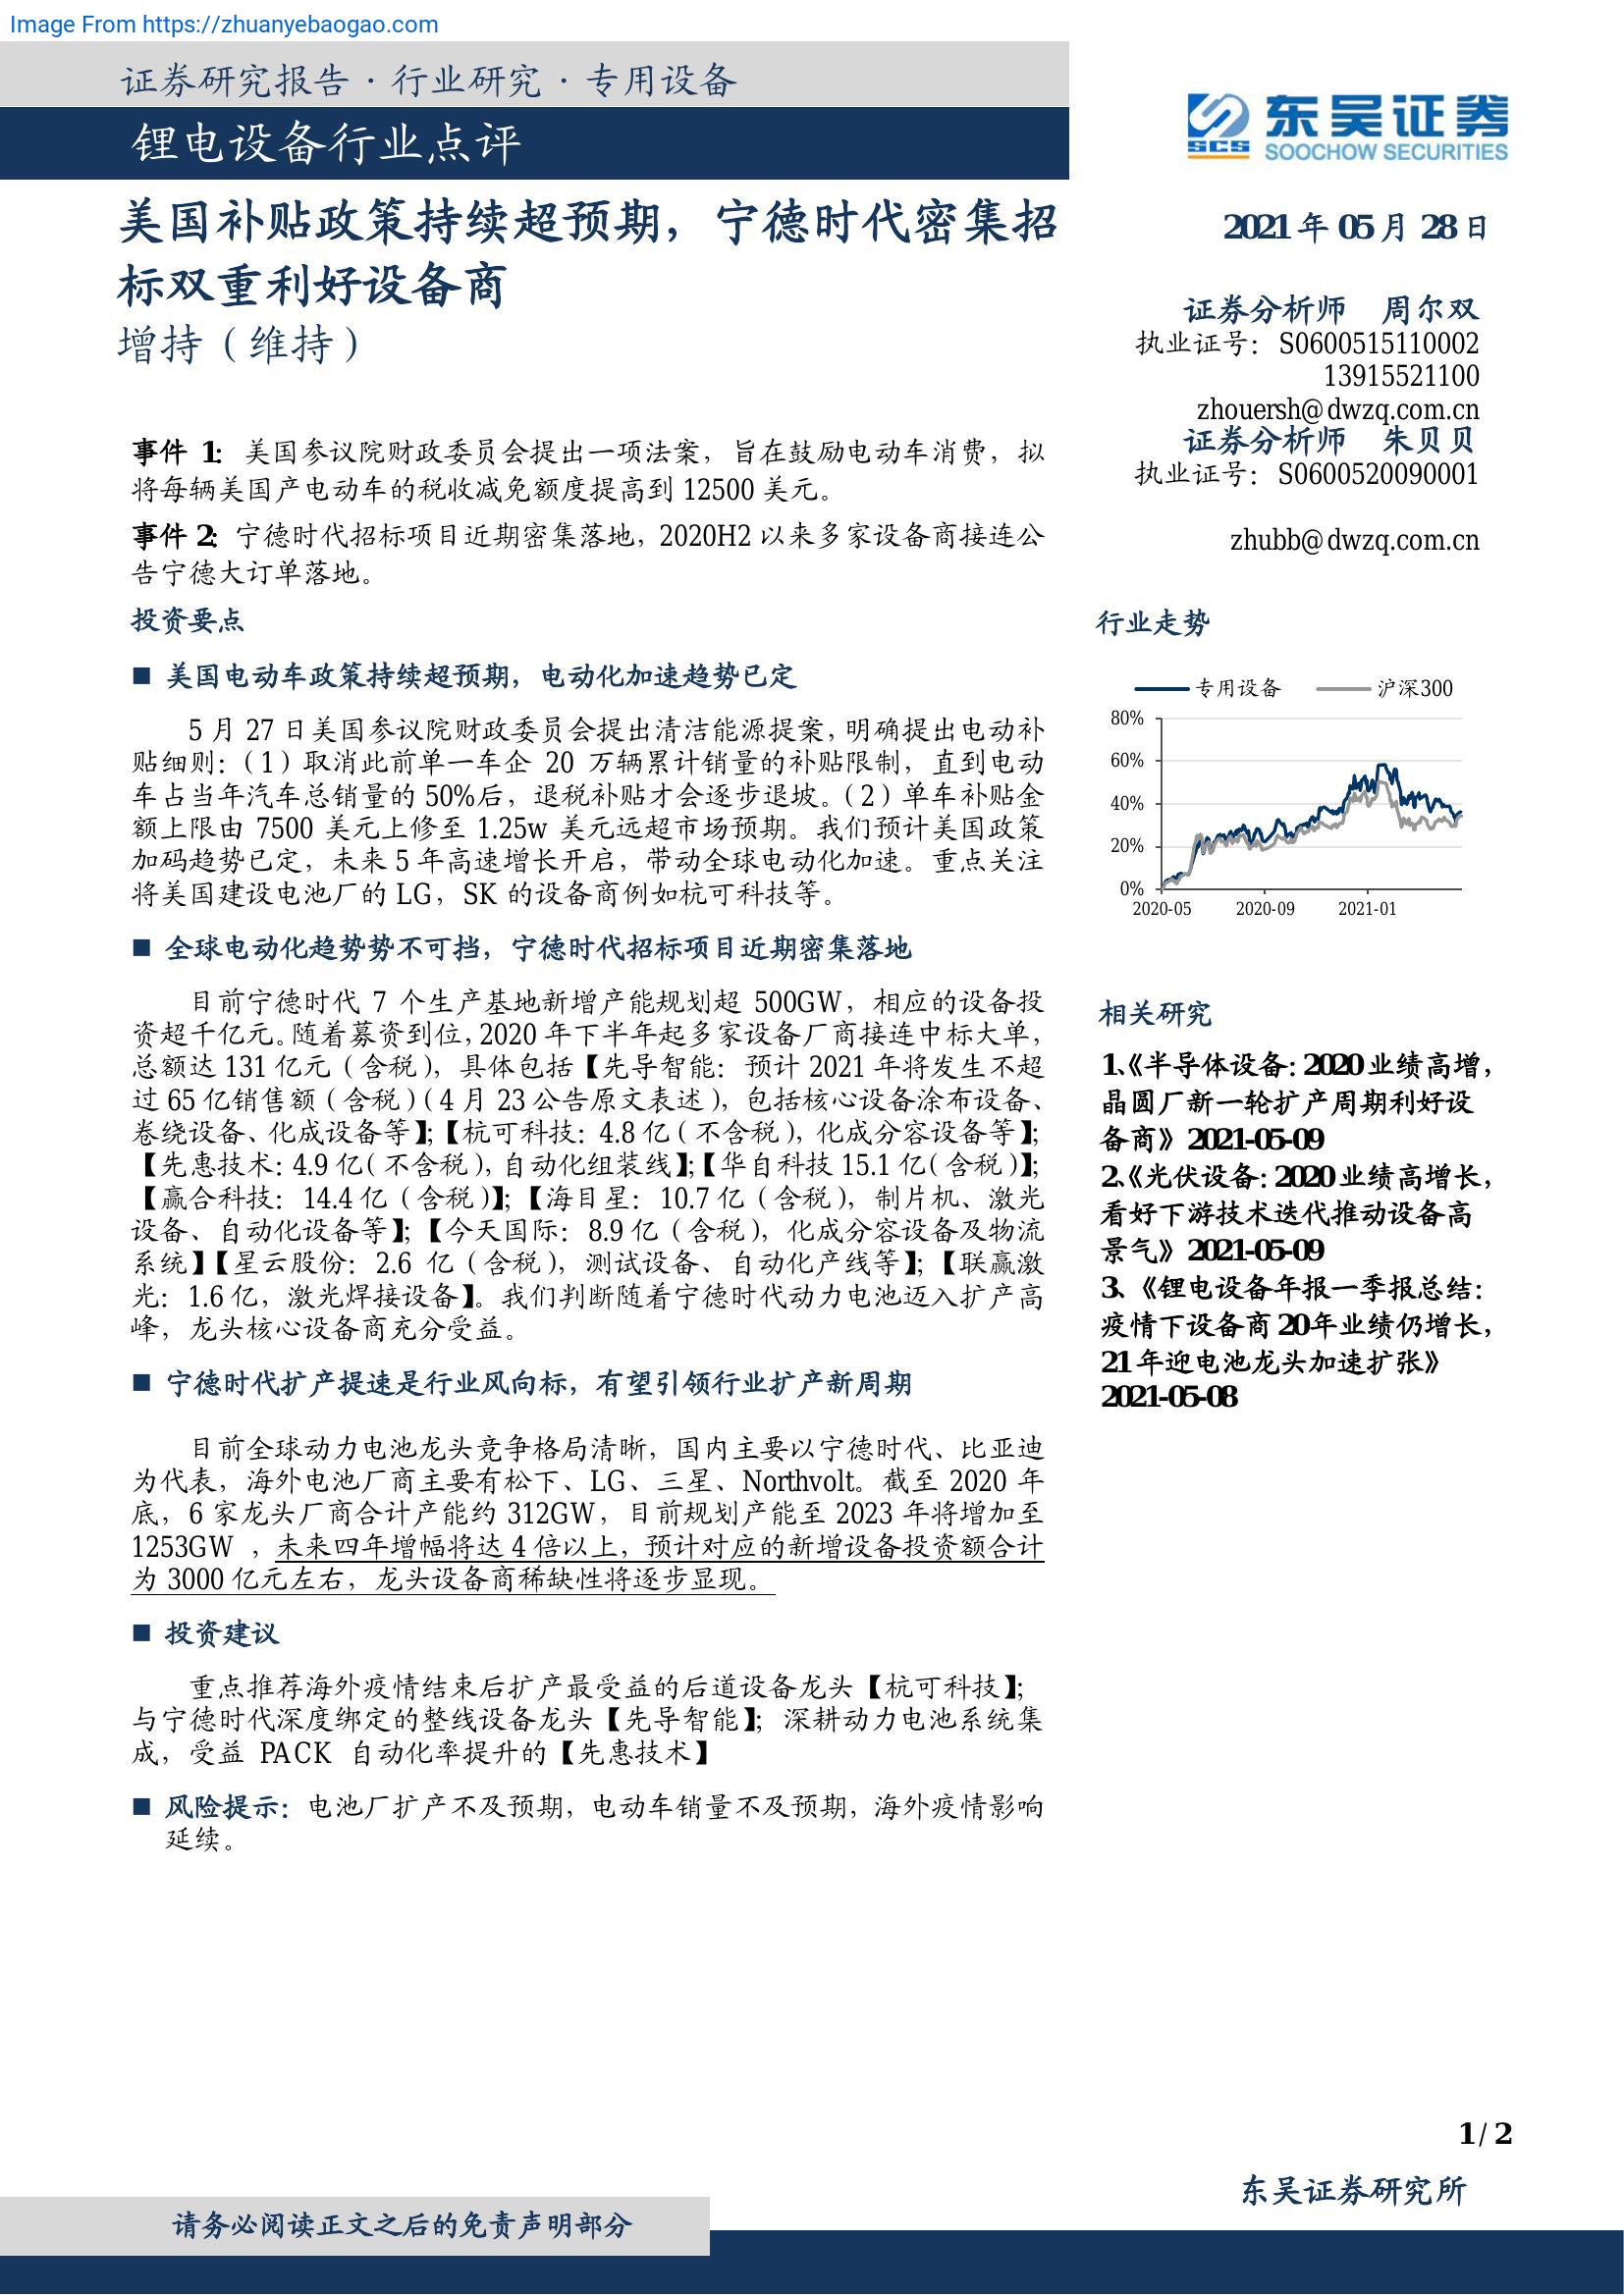 Image From https://zhuanyebaogao.com
证券研究报告·行业研究·专用设备
锂电设备行业点评
东吴证券
SCS
SOOCHOW SECURITIES
美国补贴政策持续超预期，宁德时代密集招
标双重利好设备商
增持（维持）
事件 1：美国参议院财政委员会提出一项法案，旨在鼓励电动车消费，拟
将每辆美国产电动车的税收减免额度提高到 12500 美元。
事件 2：宁德时代招标项目近期密集落地，2020H2 以来多家设备商接连公
告宁德大订单落地。
投资要点
■ 美国电动车政策持续超预期，电动化加速趋势已定
5 月 27 日美国参议院财政委员会提出清洁能源提案，明确提出电动补
贴细则：（1）取消此前单一车企 20 万辆累计销量的补贴限制，直到电动
车占当年汽车总销量的 50%后，退税补贴才会逐步退坡。（2）单车补贴金
额上限由 7500 美元上修至 1.25w 美元远超市场预期。我们预计美国政策
加码趋势已定，未来 5 年高速增长开启，带动全球电动化加速。重点关注
将美国建设电池厂的 LG，SK 的设备商例如杭可科技等。
■ 全球电动化趋势势不可挡，宁德时代招标项目近期密集落地
目前宁德时代 7 个生产基地新增产能规划超 500GW，相应的设备投
资超千亿元。随着募资到位，2020 年下半年起多家设备厂商接连中标大单，
总额达 131 亿元（含税），具体包括【先导智能：预计 2021 年将发生不超
过 65 亿销售额（含税）（4 月 23 公告原文表述），包括核心设备涂布设备、
卷绕设备、化成设备等】；【杭可科技：4.8 亿（不含税），化成分容设备等】；
【先惠技术：4.9 亿（不含税），自动化组装线】；【华自科技 15.1 亿（含税）】；
【赢合科技：14.4 亿（含税）】；【海目星：10.7 亿（含税），制片机、激光
设备、自动化设备等】；【今天国际：8.9 亿（含税），化成分容设备及物流
系统】【星云股份：2.6 亿（含税），测试设备、自动化产线等】；【联赢激
光：1.6 亿，激光焊接设备】。我们判断随着宁德时代动力电池迈入扩产高
峰，龙头核心设备商充分受益。
■ 宁德时代扩产提速是行业风向标，有望引领行业扩产新周期
目前全球动力电池龙头竞争格局清晰，国内主要以宁德时代、比亚迪
为代表，海外电池厂商主要有松下、LG、三星、Northvolt。截至 2020 年
底，6 家龙头厂商合计产能约 312GW，目前规划产能至 2023 年将增加至
1253GW ，未来四年增幅将达 4 倍以上，预计对应的新增设备投资额合计
为 3000 亿元左右，龙头设备商稀缺性将逐步显现。
■ 投资建议
重点推荐海外疫情结束后扩产最受益的后道设备龙头【杭可科技】；
与宁德时代深度绑定的整线设备龙头【先导智能】；深耕动力电池系统集
成，受益 PACK 自动化率提升的【先惠技术】
■ 风险提示：电池厂扩产不及预期，电动车销量不及预期，海外疫情影响
延续。
2021 年 05 月 28 日
证券分析师 周尔双
执业证号：S0600515110002
13915521100
zhouersh@dwzq.com.cn
证券分析师 朱贝贝
执业证号：S0600520090001
zhubb@dwzq.com.cn
行业走势
专用设备 沪深300
80%
60%
40%
20%
0%
2020-05 2020-09 2021-01
相关研究
1、《半导体设备：2020 业绩高增，
晶圆厂新一轮扩产周期利好设
备商》2021-05-09
2、《光伏设备：2020 业绩高增长，
看好下游技术迭代推动设备高
景气》2021-05-09
3、《锂电设备年报一季报总结：
疫情下设备商 20年业绩仍增长，
21 年迎电池龙头加速扩张》
2021-05-08
1 / 2
东吴证券研究所
请务必阅读正文之后的免责声明部分